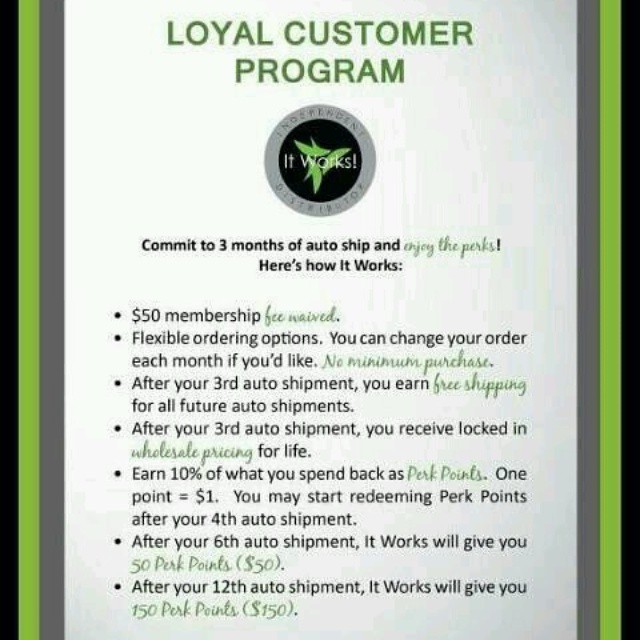 LOYAL CUSTOMER
PROGRAM
INDEPENDENT
It Works!
DISTRIBUTOR
Commit to 3 months of auto ship and enjoy the perks!
Here's how It Works:
• $50 membership fee waived.
• Flexible ordering options. You can change your order
each month if you'd like. No minimum purchase.
• After your 3rd auto shipment, you earn free shipping
for all future auto shipments.
• After your 3rd auto shipment, you receive locked in
wholesale pricing for life.
• Earn 10% of what you spend back as Perk Points. One
point = $1. You may start redeeming Perk Points
after your 4th auto shipment.
• After your 6th auto shipment, It Works will give you
50 Perk Points ($50).
• After your 12th auto shipment, It Works will give you
150 Perk Points ($150).